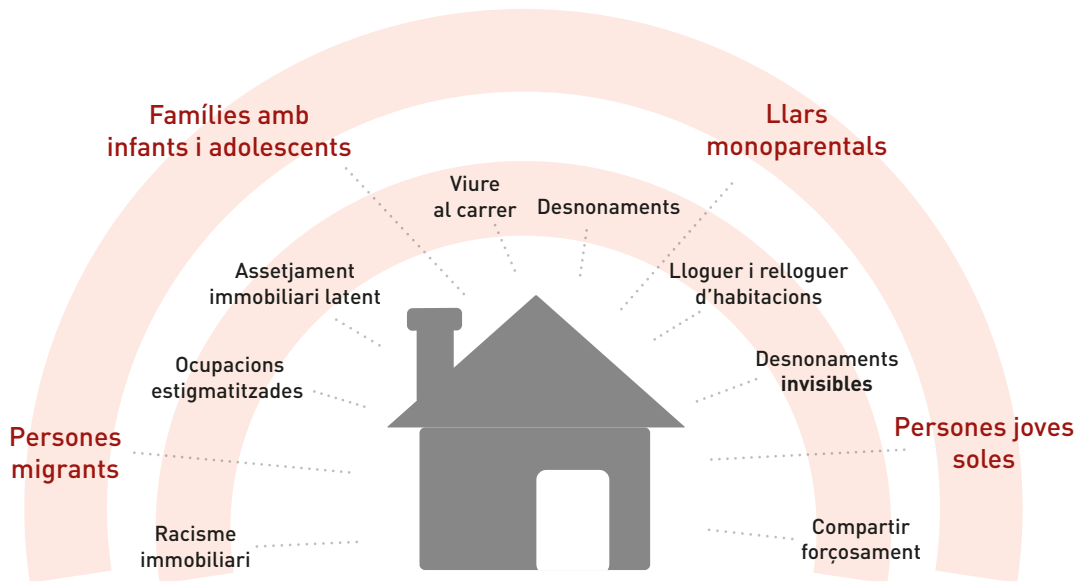 Famílies amb
infants i adolescents
Llars
monoparentals
Viure
al carrer
Desnonaments
Assetjament
immobiliari latent
Lloguer i relloguer
d'habitacions
Ocupacions
estigmatitzades
Desnonaments
invisibles
Persones
migrants
Persones joves
soles
Racisme
immobiliari
Compartir
forçosament